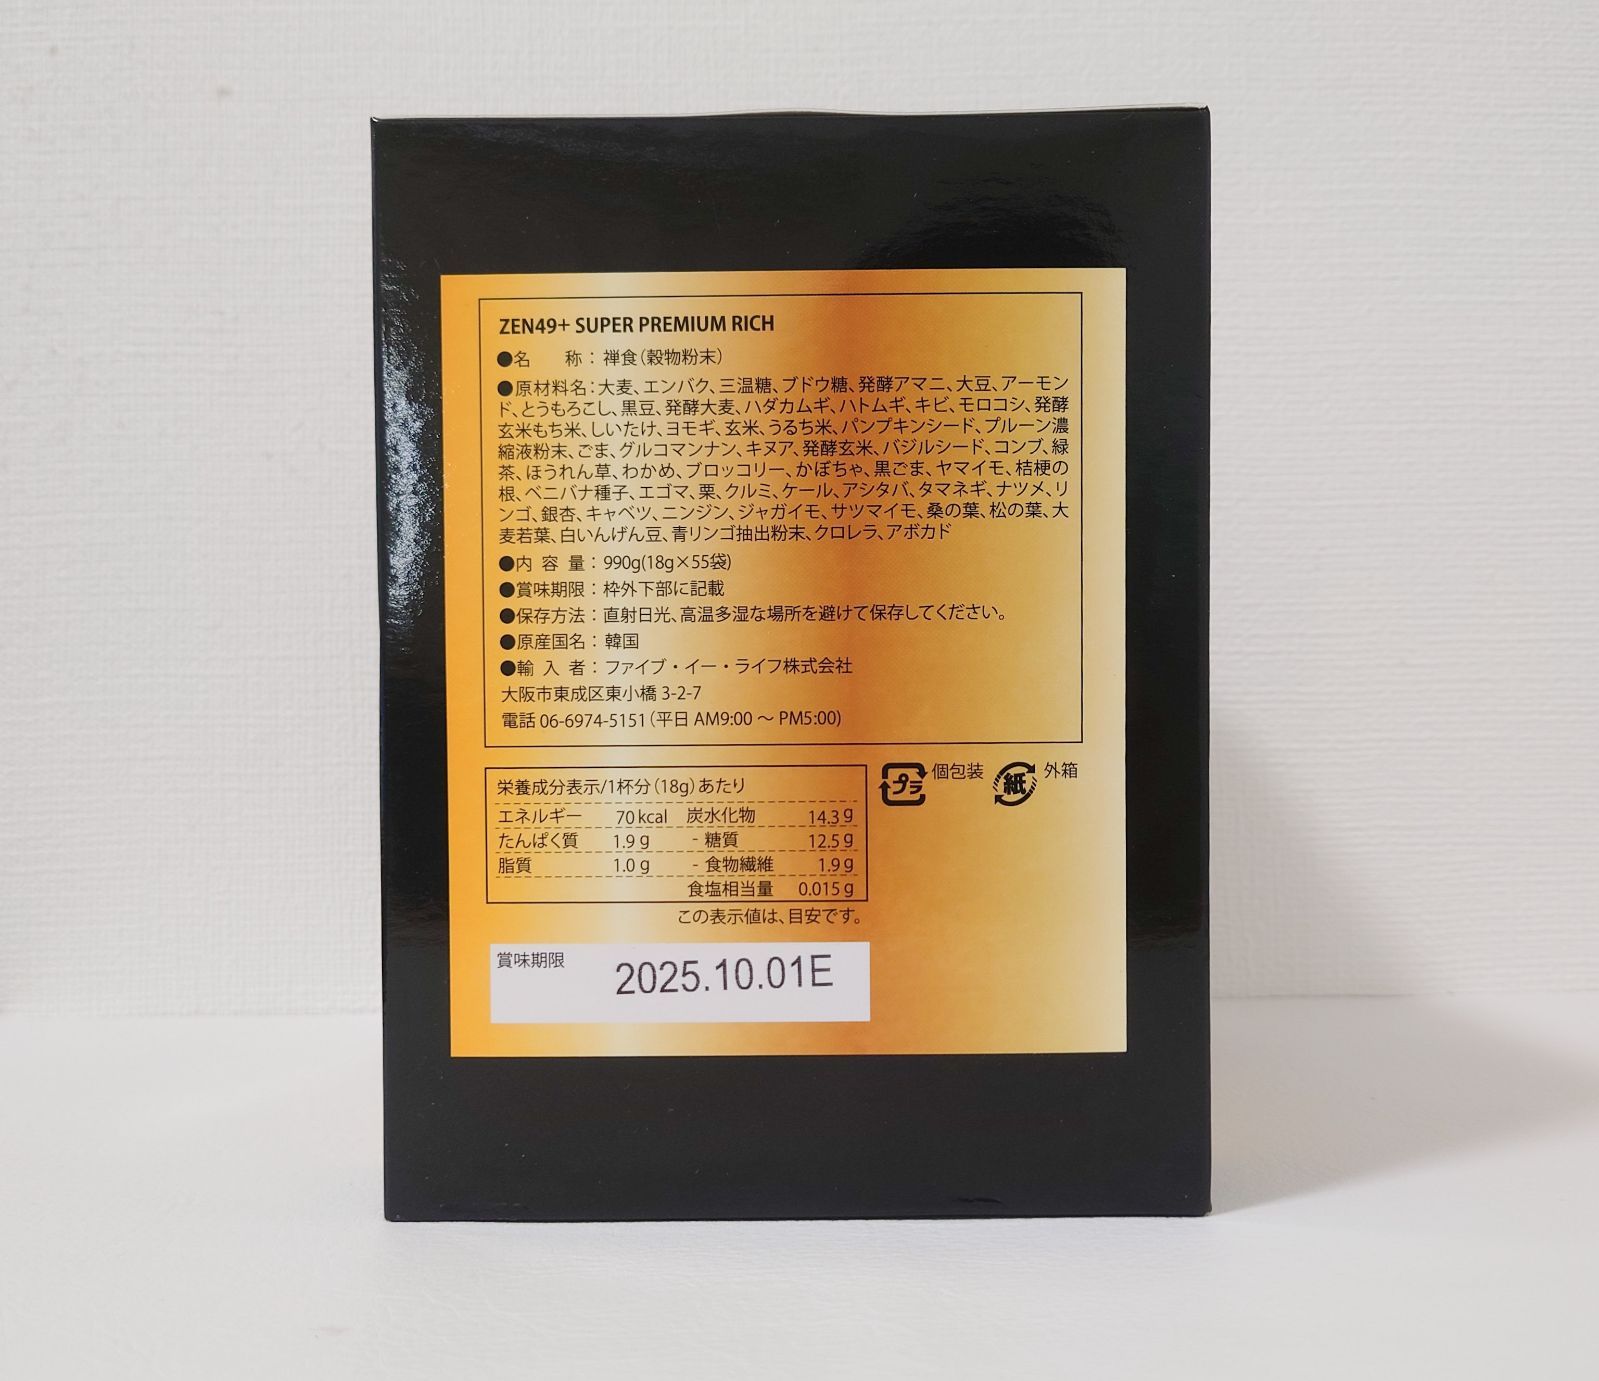 ZEN49+ SUPER PREMIUM RICH
●名　称：禅食（穀物粉末）
●原材料名：大麦、エンバク、三温糖、ブドウ糖、発酵アマニ、大豆、アーモン
ド、とうもろこし、黒豆、発酵大麦、ハダカムギ、ハトムギ、キビ、モロコシ、発酵
玄米もち米、しいたけ、ヨモギ、玄米、うるち米、パンプキンシード、プルーン濃
縮液粉末、ごま、グルコマンナン、キヌア、発酵玄米、バジルシード、コンブ、緑
茶、ほうれん草、わかめ、ブロッコリー、かぼちゃ、黒ごま、ヤマイモ、桔梗の
根、ベニバナ種子、エゴマ、栗、クルミ、ケール、アシタバ、タマネギ、ナツメ、リ
ンゴ、銀杏、キャベツ、ニンジン、ジャガイモ、サツマイモ、桑の葉、松の葉、大
麦若葉、白いんげん豆、青リンゴ抽出粉末、クロレラ、アボカド
●内 容 量：990g(18g×55袋)
●賞味期限：枠外下部に記載
●保存方法：直射日光、高温多湿な場所を避けて保存してください。
●原産国名：韓国
●輸 入 者：ファイブ・イー・ライフ株式会社
大阪市東成区東小橋 3-2-7
電話 06-6974-5151（平日 AM9:00 ～ PM5:00)
プラ 個包装 紙 外箱
栄養成分表示/1杯分（18g）あたり
エネルギー 70 kcal 炭水化物 14.3 g
たんぱく質 1.9 g - 糖質 12.5 g
脂質 1.0 g - 食物繊維 1.9 g
食塩相当量 0.015 g
この表示値は、目安です。
賞味期限 2025.10.01E